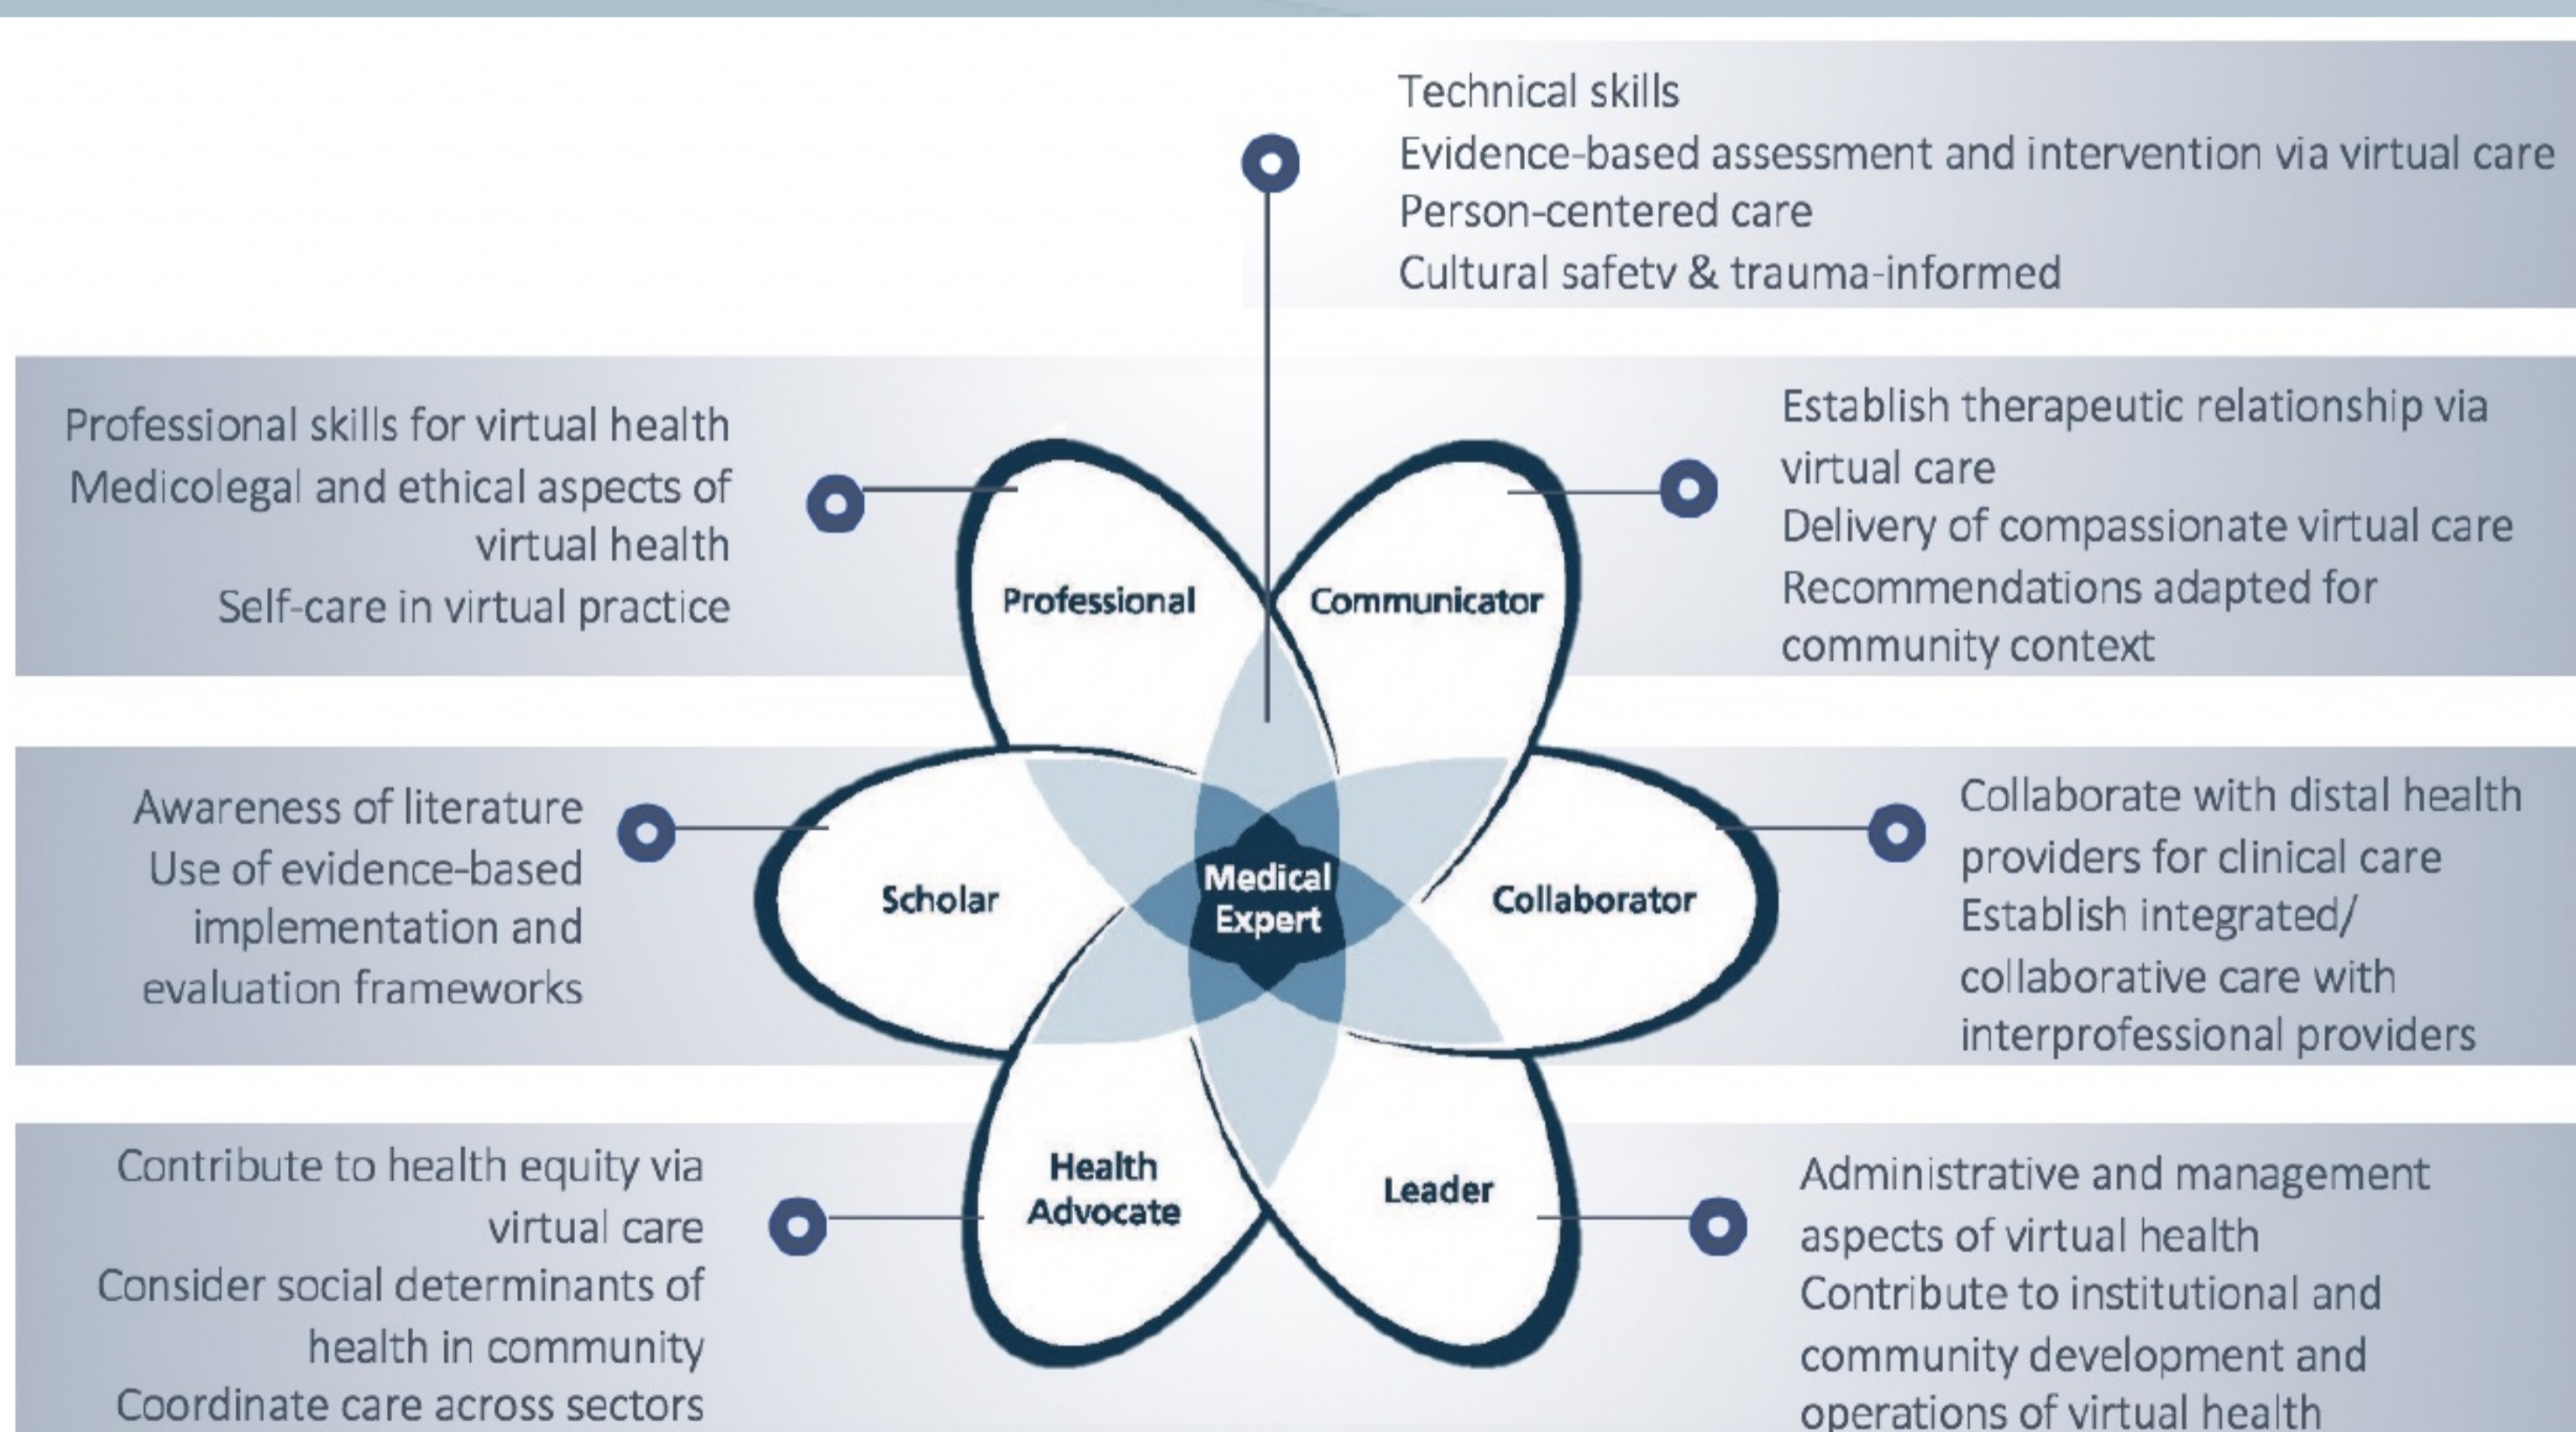 Technical skills
Evidence-based assessment and intervention via virtual care
Person-centered care
Cultural safety & trauma-informed
Professional skills for virtual health
Medicolegal and ethical aspects of
virtual health
Self-care in virtual practice
Establish therapeutic relationship via
virtual care
Delivery of compassionate virtual care
Recommendations adapted for
community context
Professional
Communicator
Awareness of literature
Use of evidence-based
implementation and
evaluation frameworks
Scholar
Medical
Expert
Collaborator
Collaborate with distal health
providers for clinical care
Establish integrated/
collaborative care with
interprofessional providers
Contribute to health equity via
virtual care
Consider social determinants of
health in community
Coordinate care across sectors
Health
Advocate
Leader
Administrative and management
aspects of virtual health
Contribute to institutional and
community development and
operations of virtual health